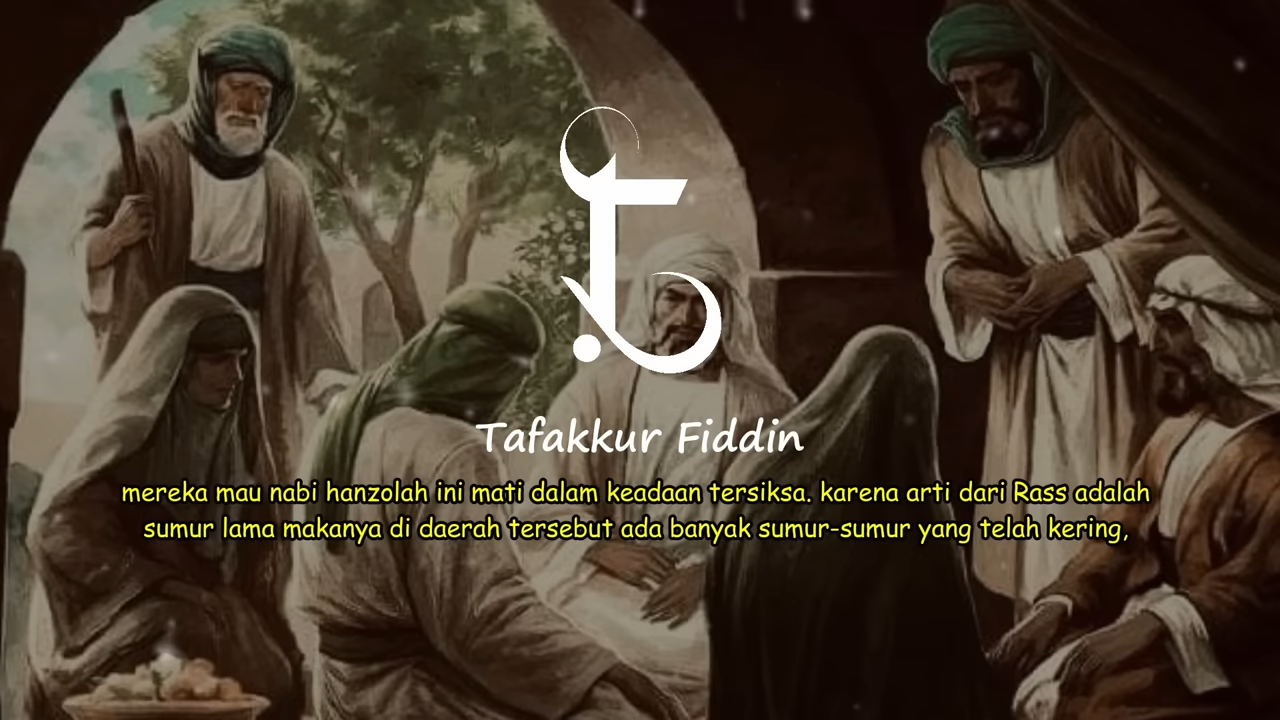 Tafakkur Fiddin
mereka mau nabi hanzolah ini mati dalam keadaan tersiksa. karena arti dari Rass adalah
sumur lama makanya di daerah tersebut ada banyak sumur-sumur yang telah kering,